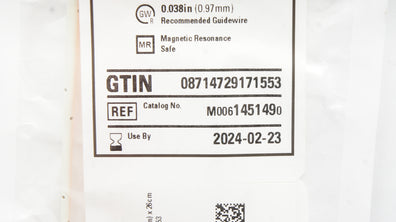 0.038in (0.97mm)
GW
R
Recommended Guidewire
MR
Magnetic Resonance
Safe
GTIN 08714729171553
REF Catalog No. M0061451490
Use By 2024-02-23
) x 26cm